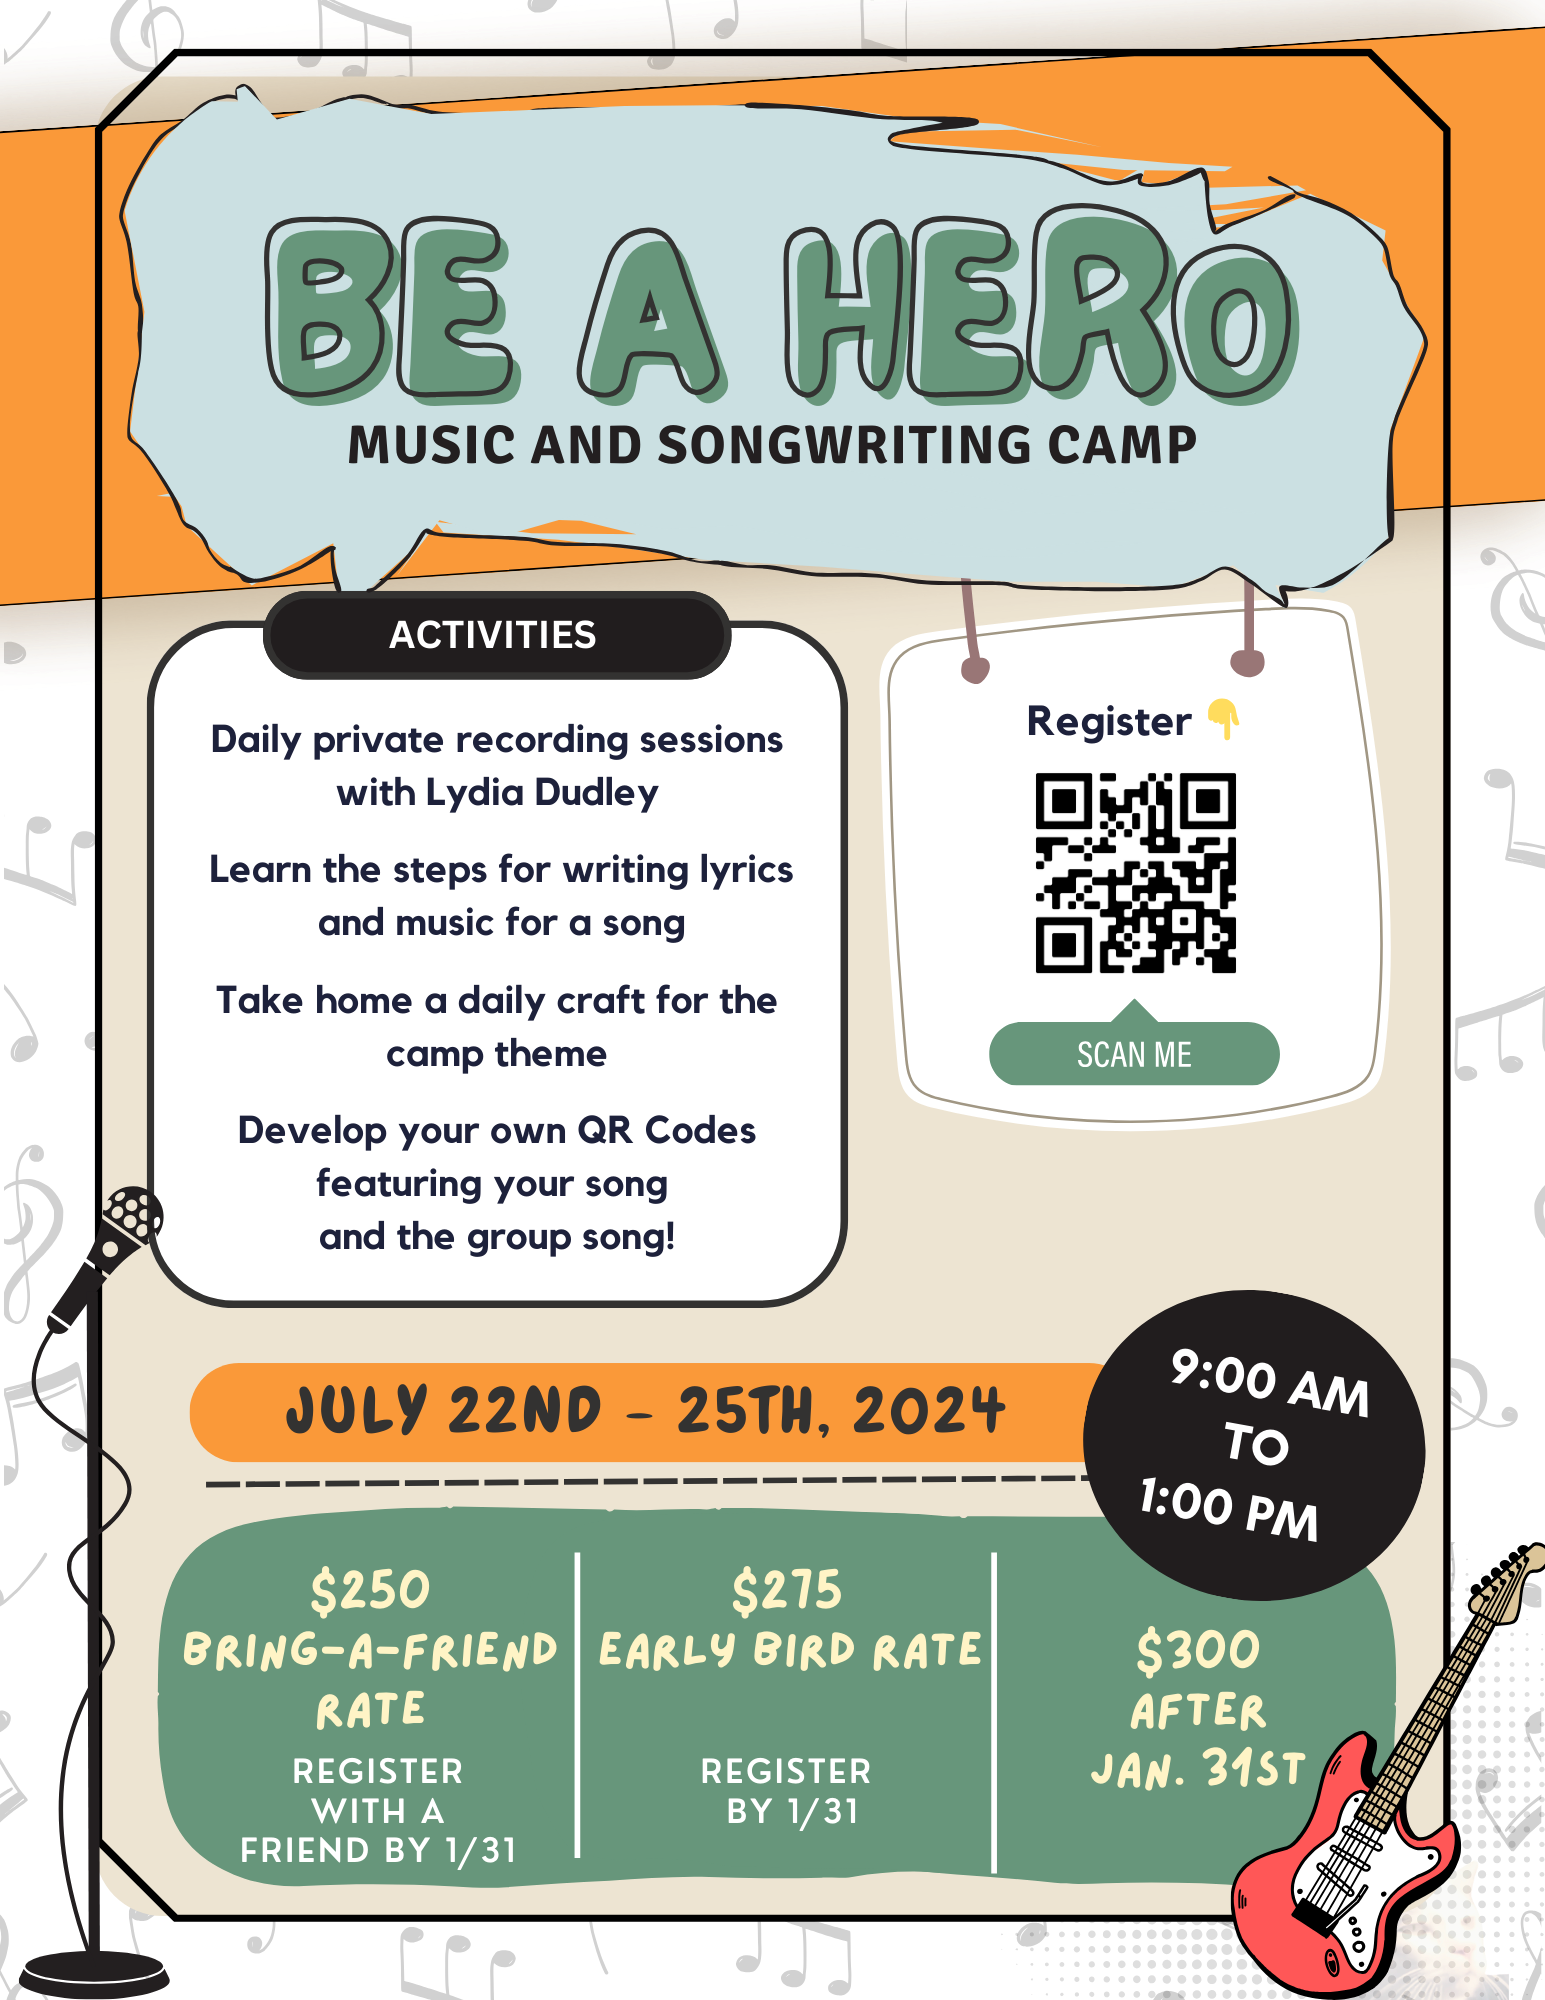 BE A HERO
MUSIC AND SONGWRITING CAMP
ACTIVITIES
Daily private recording sessions
with Lydia Dudley
Learn the steps for writing lyrics
and music for a song
Take home a daily craft for the
camp theme
Develop your own QR Codes
featuring your song
and the group song!
Register 👇
SCAN ME
JULY 22ND - 25TH, 2024
9:00 AM
TO
1:00 PM
$250
BRING-A-FRIEND
RATE
REGISTER
WITH A
FRIEND BY 1/31
$275
EARLY BIRD RATE
REGISTER
BY 1/31
$300
AFTER
JAN. 31ST